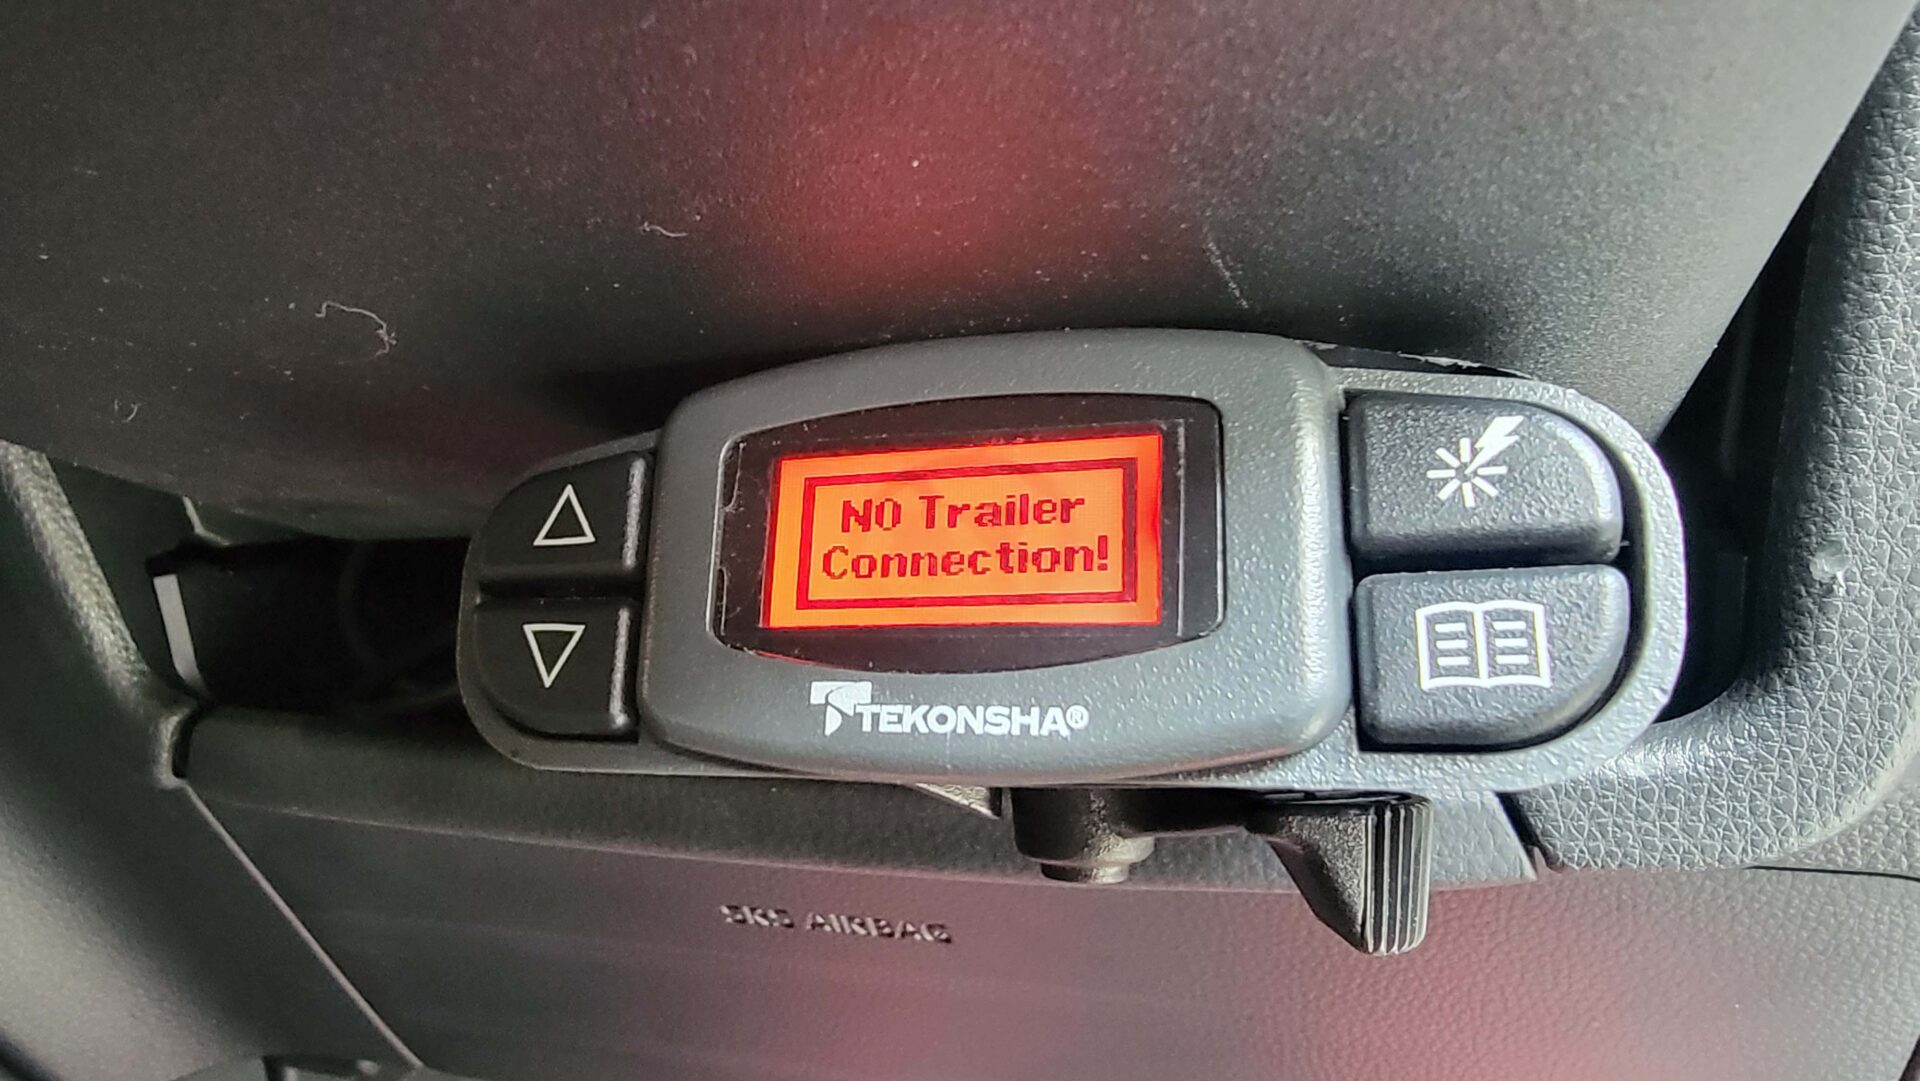 NO Trailer
Connection!
TEKONSHA®
SRS AIRBAG